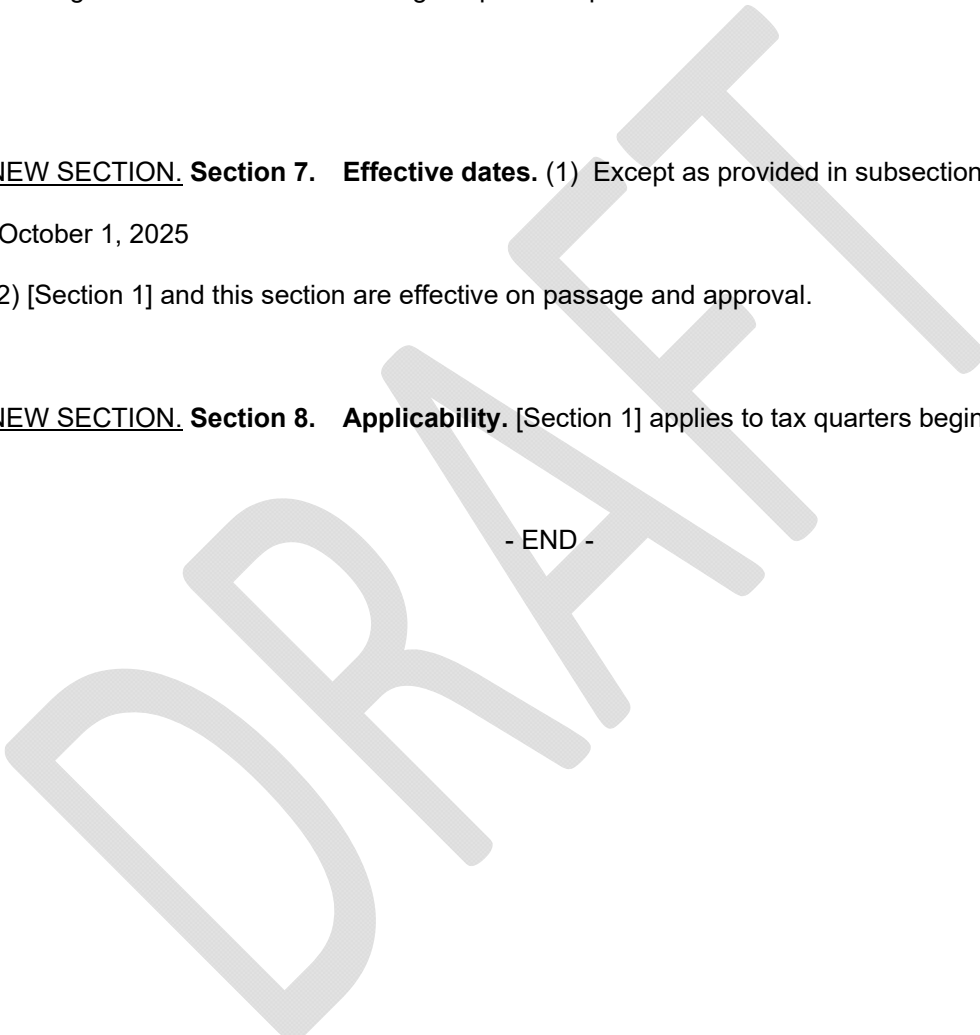 NEW SECTION. Section 7. Effective dates. (1) Except as provided in subsection
October 1, 2025
2) [Section 1] and this section are effective on passage and approval.
NEW SECTION. Section 8. Applicability. [Section 1] applies to tax quarters begin
- END -
DRAFT